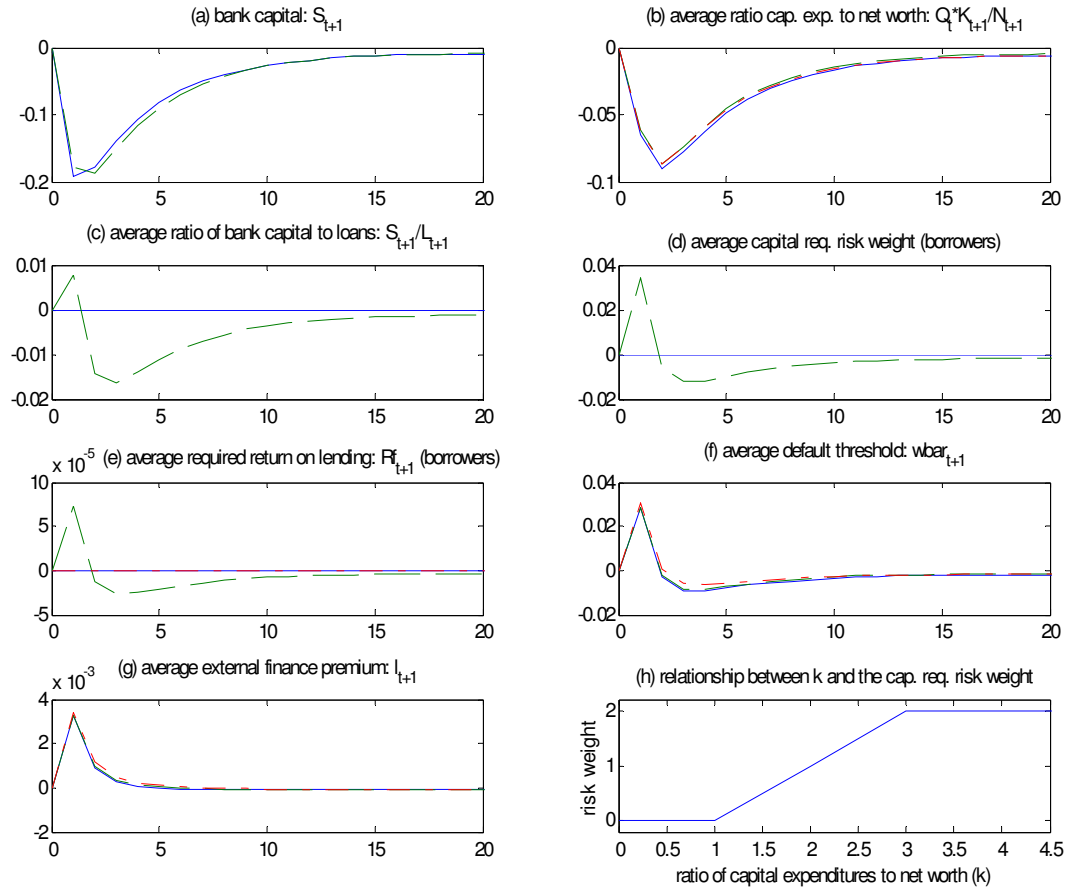 (a) bank capital: S_{t+1}
0
-0.1
-0.2
0 5 10 15 20
(b) average ratio cap. exp. to net worth: Q_t*K_{t+1}/N_{t+1}
0
-0.05
-0.1
0 5 10 15 20
(c) average ratio of bank capital to loans: S_{t+1}/L_{t+1}
0.01
0
-0.01
-0.02
0 5 10 15 20
(d) average capital req. risk weight (borrowers)
0.04
0.02
0
-0.02
0 5 10 15 20
(e) average required return on lending: Rf_{t+1} (borrowers)
x 10^{-5}
10
5
0
-5
0 5 10 15 20
(f) average default threshold: wbar_{t+1}
0.04
0.02
0
-0.02
0 5 10 15 20
(g) average external finance premium: I_{t+1}
x 10^{-3}
4
2
0
-2
0 5 10 15 20
(h) relationship between k and the cap. req. risk weight
risk weight
2
1
0
0 0.5 1 1.5 2 2.5 3 3.5 4 4.5
ratio of capital expenditures to net worth (k)